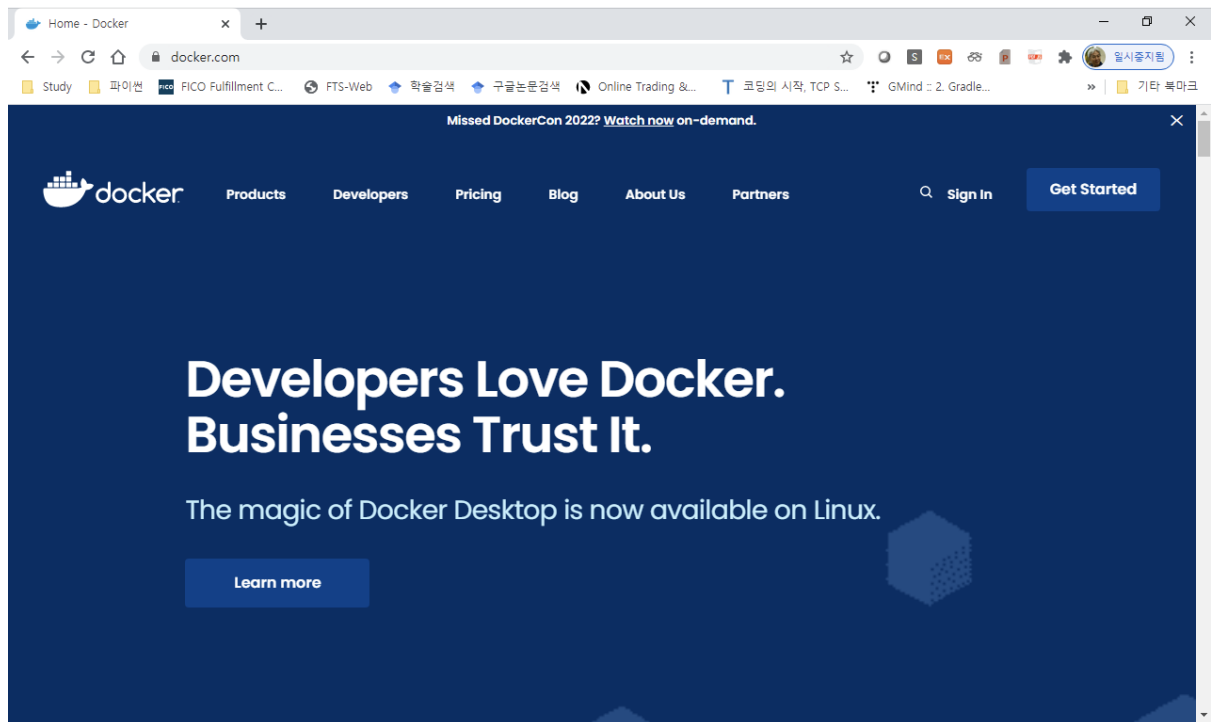 Home - Docker
docker.com
일시중지됨
Study 파이썬 FICO FICO Fulfillment C... FTS-Web 학술검색 구글논문검색 Online Trading &... 코딩의 시작, TCP S... GMind :: 2. Gradle... » 기타 북마크
Missed DockerCon 2022? Watch now on-demand.
docker Products Developers Pricing Blog About Us Partners Sign In Get Started
Developers Love Docker.
Businesses Trust It.
The magic of Docker Desktop is now available on Linux.
Learn more